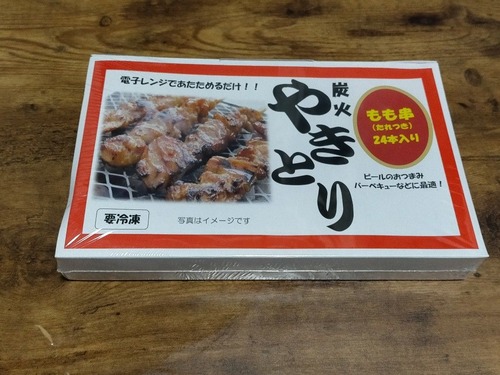 電子レンジであたためるだけ!!
炭火
やきとり
もも串
(たれつき)
24本入り
ビールのおつまみ
バーベキューなどに最適!
要冷凍
写真はイメージです